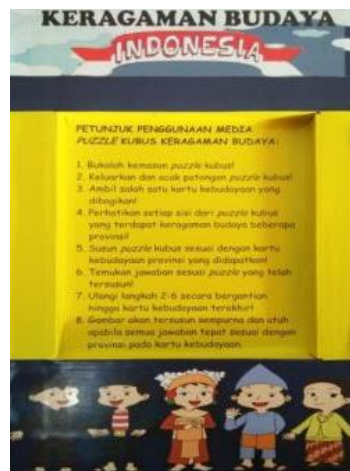 KERAGAMAN BUDAYA
INDONESIA
PETUNJUK PENGGUNAAN MEDIA
PUZZLE KUBUS KERAGAMAN BUDAYA:
1. Bukalah kemasan puzzle kubus!
2. Keluarkan dan acak potongan puzzle kubus!
3. Ambil salah satu kartu kebudayaan yang
dibagikan!
4. Perhatikan setiap sisi dari puzzle kubus
yang terdapat keragaman budaya beberapa
provinsi!
5. Susun puzzle kubus sesuai dengan kartu
kebudayaan provinsi yang didapatkan!
6. Temukan jawaban sesuai puzzle yang telah
tersusun!
7. Ulangi langkah 2-6 secara bergantian
hingga kartu kebudayaan terakhir!
8. Gambar akan tersusun sempurna dan utuh
apabila semua jawaban tepat sesuai dengan
provinsi pada kartu kebudayaan.